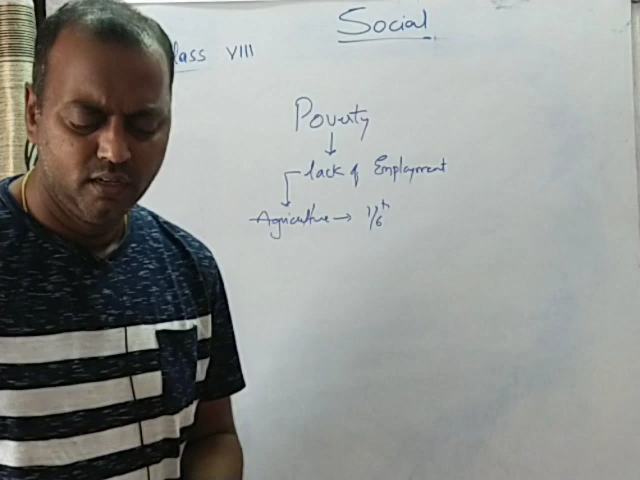 Social
lass VIII
Poverty
lack of Employment
Agriculture → 1/6th